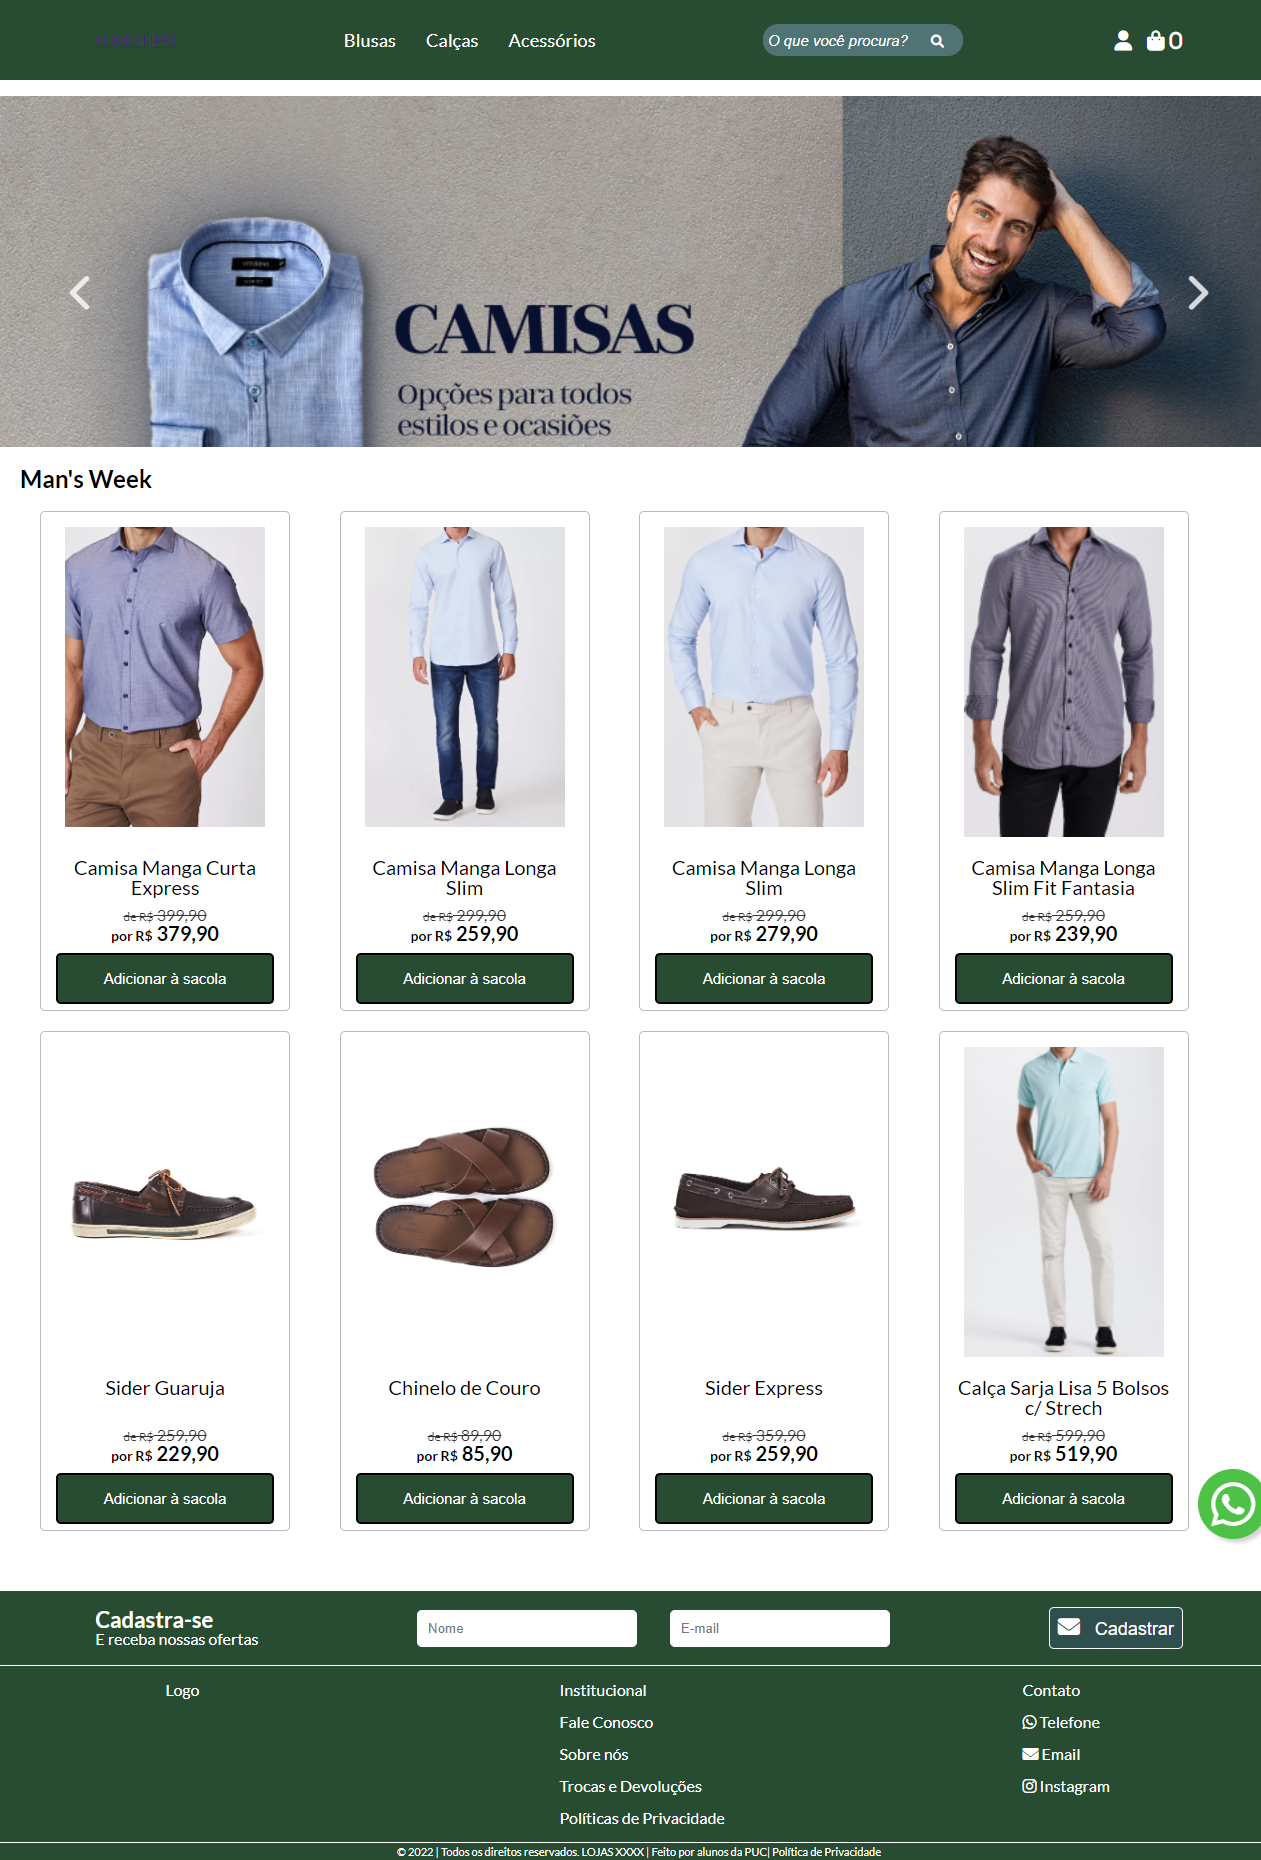 Blusas Calças Acessórios O que você procura? 0
CAMISAS
Opções para todos
estilos e ocasiões
Man's Week
Camisa Manga Curta
Express
de R$ 399,90
por R$ 379,90
Adicionar à sacola
Camisa Manga Longa
Slim
de R$ 299,90
por R$ 259,90
Adicionar à sacola
Camisa Manga Longa
Slim
de R$ 299,90
por R$ 279,90
Adicionar à sacola
Camisa Manga Longa
Slim Fit Fantasia
de R$ 259,90
por R$ 239,90
Adicionar à sacola
Sider Guaruja
de R$ 259,90
por R$ 229,90
Adicionar à sacola
Chinelo de Couro
de R$ 89,90
por R$ 85,90
Adicionar à sacola
Sider Express
de R$ 359,90
por R$ 259,90
Adicionar à sacola
Calça Sarja Lisa 5 Bolsos
c/ Strech
de R$ 599,90
por R$ 519,90
Adicionar à sacola
Cadastra-se
E receba nossas ofertas
Nome
E-mail
Cadastrar
Logo
Institucional
Fale Conosco
Sobre nós
Trocas e Devoluções
Políticas de Privacidade
Contato
Telefone
Email
Instagram
© 2022 | Todos os direitos reservados. LOJAS XXXX | Feito por alunos da PUC| Política de Privacidade